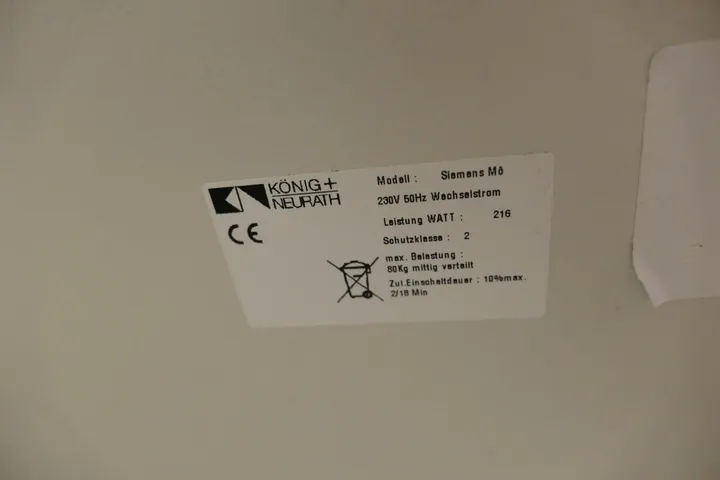 KÖNIG+
NEURATH
CE
Modell : Siemens Mö
230V 50Hz Wechselstrom
Leistung WATT : 216
Schutzklasse : 2
max. Belastung :
80Kg mittig verteilt
Zul.Einschaltdauer : 10%max.
2/18 Min